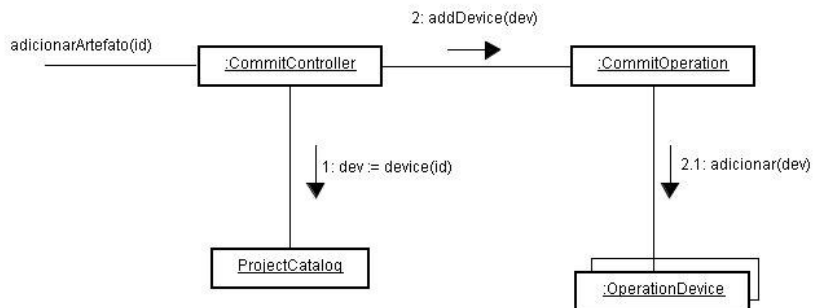 2: addDevice(dev)
adicionarArtefato(id)
:CommitController
:CommitOperation
1: dev := device(id)
2.1: adicionar(dev)
ProjectCatalog
:OperationDevice